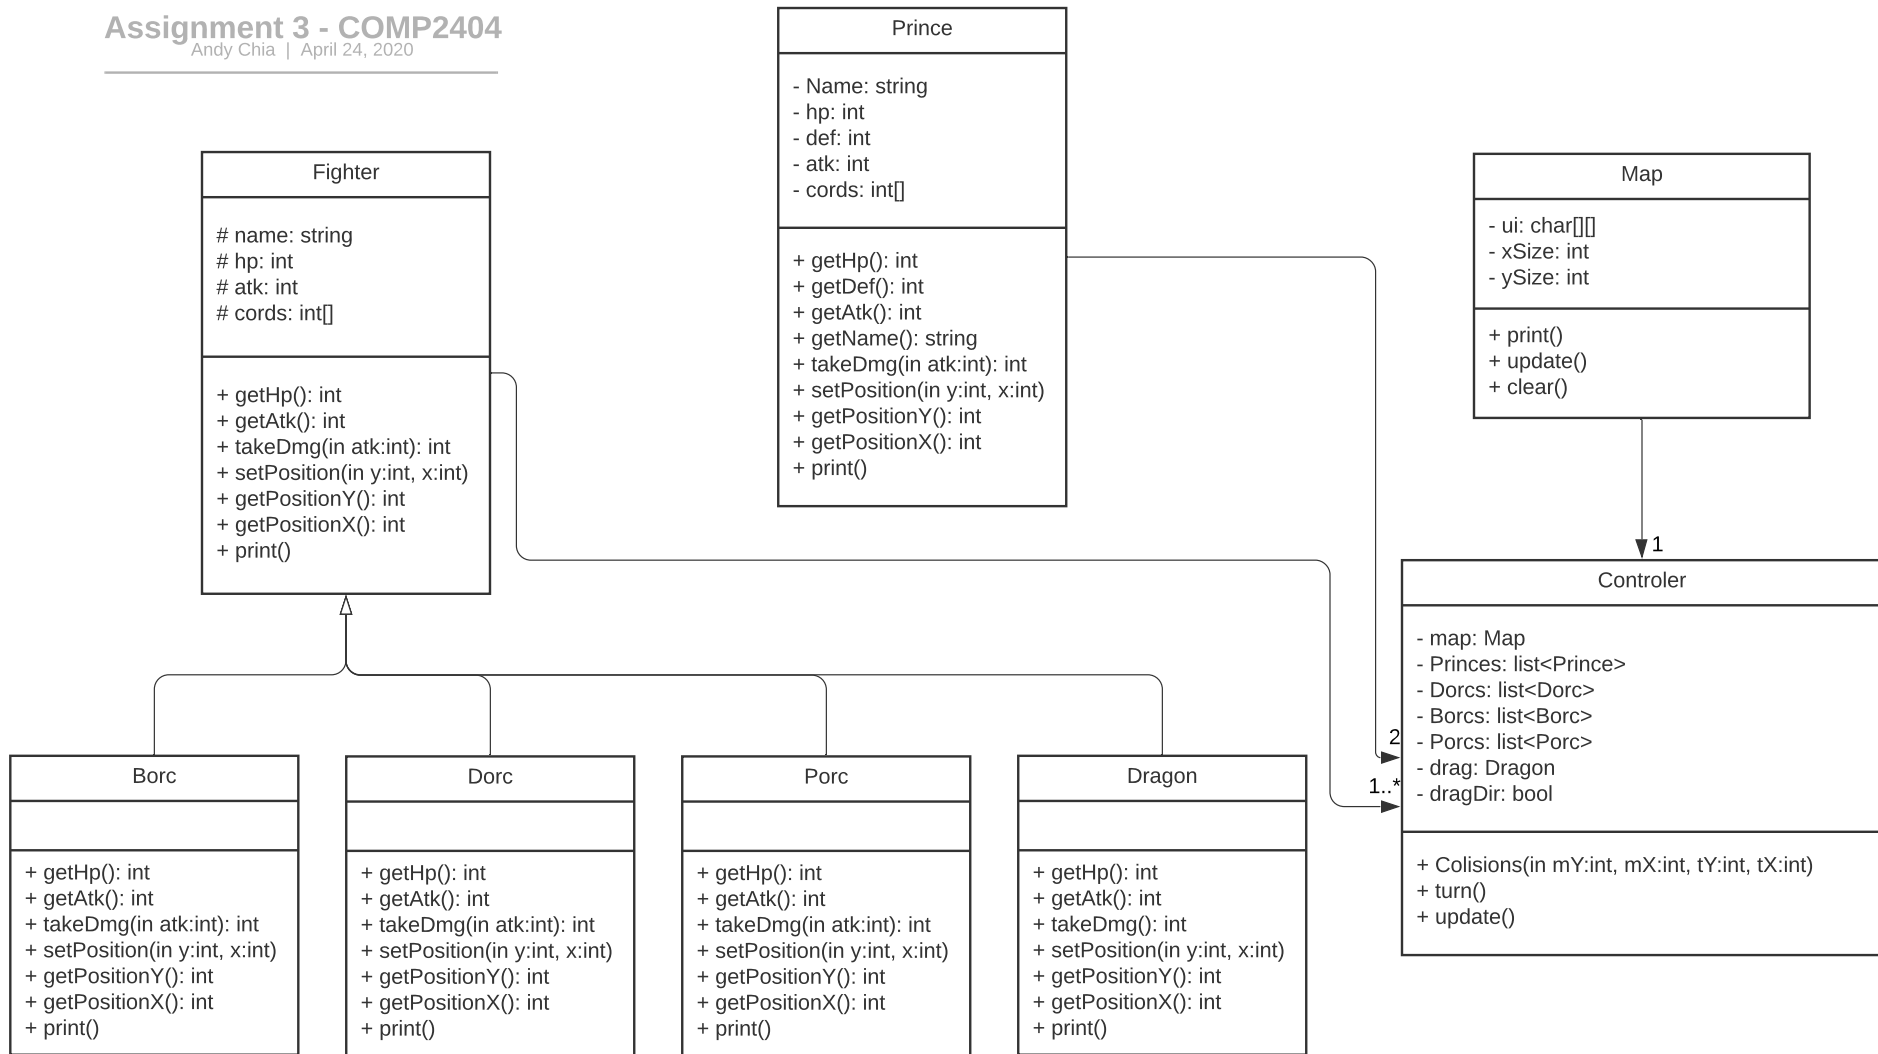 Assignment 3 - COMP2404
Andy Chia | April 24, 2020
Prince
- Name: string
- hp: int
- def: int
- atk: int
- cords: int[]
+ getHp(): int
+ getDef(): int
+ getAtk(): int
+ getName(): string
+ takeDmg(in atk:int): int
+ setPosition(in y:int, x:int)
+ getPositionY(): int
+ getPositionX(): int
+ print()
Fighter
# name: string
# hp: int
# atk: int
# cords: int[]
+ getHp(): int
+ getAtk(): int
+ takeDmg(in atk:int): int
+ setPosition(in y:int, x:int)
+ getPositionY(): int
+ getPositionX(): int
+ print()
Map
- ui: char[][]
- xSize: int
- ySize: int
+ print()
+ update()
+ clear()
1
2
1..*
Controler
- map: Map
- Princes: list<Prince>
- Dorcs: list<Dorc>
- Borcs: list<Borc>
- Porcs: list<Porc>
- drag: Dragon
- dragDir: bool
+ Colisions(in mY:int, mX:int, tY:int, tX:int)
+ turn()
+ update()
Borc
+ getHp(): int
+ getAtk(): int
+ takeDmg(in atk:int): int
+ setPosition(in y:int, x:int)
+ getPositionY(): int
+ getPositionX(): int
+ print()
Dorc
+ getHp(): int
+ getAtk(): int
+ takeDmg(in atk:int): int
+ setPosition(in y:int, x:int)
+ getPositionY(): int
+ getPositionX(): int
+ print()
Porc
+ getHp(): int
+ getAtk(): int
+ takeDmg(in atk:int): int
+ setPosition(in y:int, x:int)
+ getPositionY(): int
+ getPositionX(): int
+ print()
Dragon
+ getHp(): int
+ getAtk(): int
+ takeDmg(): int
+ setPosition(in y:int, x:int)
+ getPositionY(): int
+ getPositionX(): int
+ print()